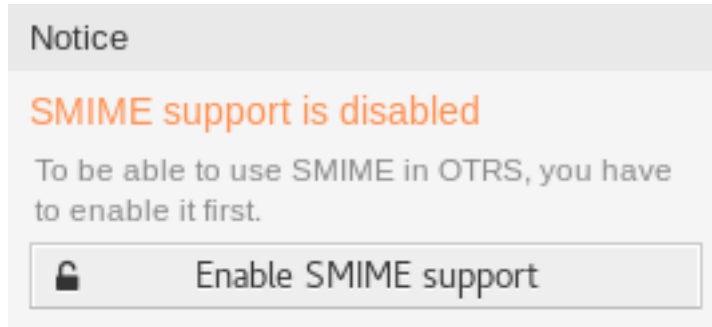 Notice
SMIME support is disabled
To be able to use SMIME in OTRS, you have
to enable it first.
Enable SMIME support